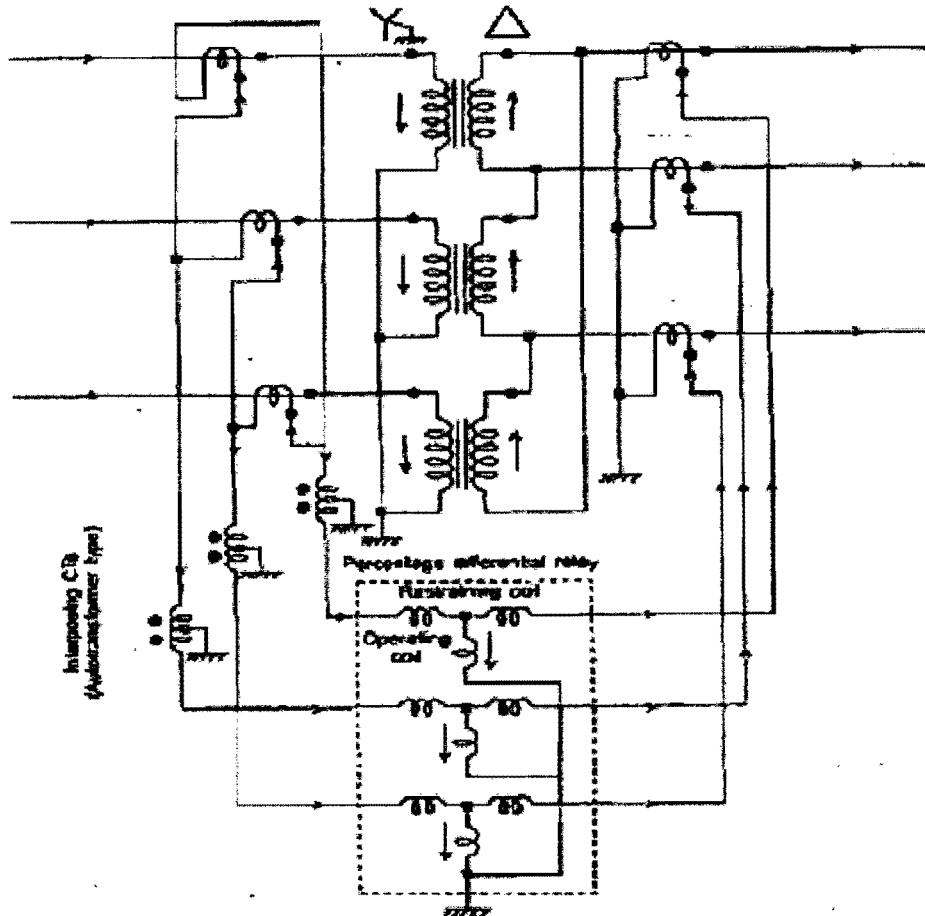 Percentage differential relay
Restraining coil
Operating
coil
Interposing CTs
(Autotransformer type)